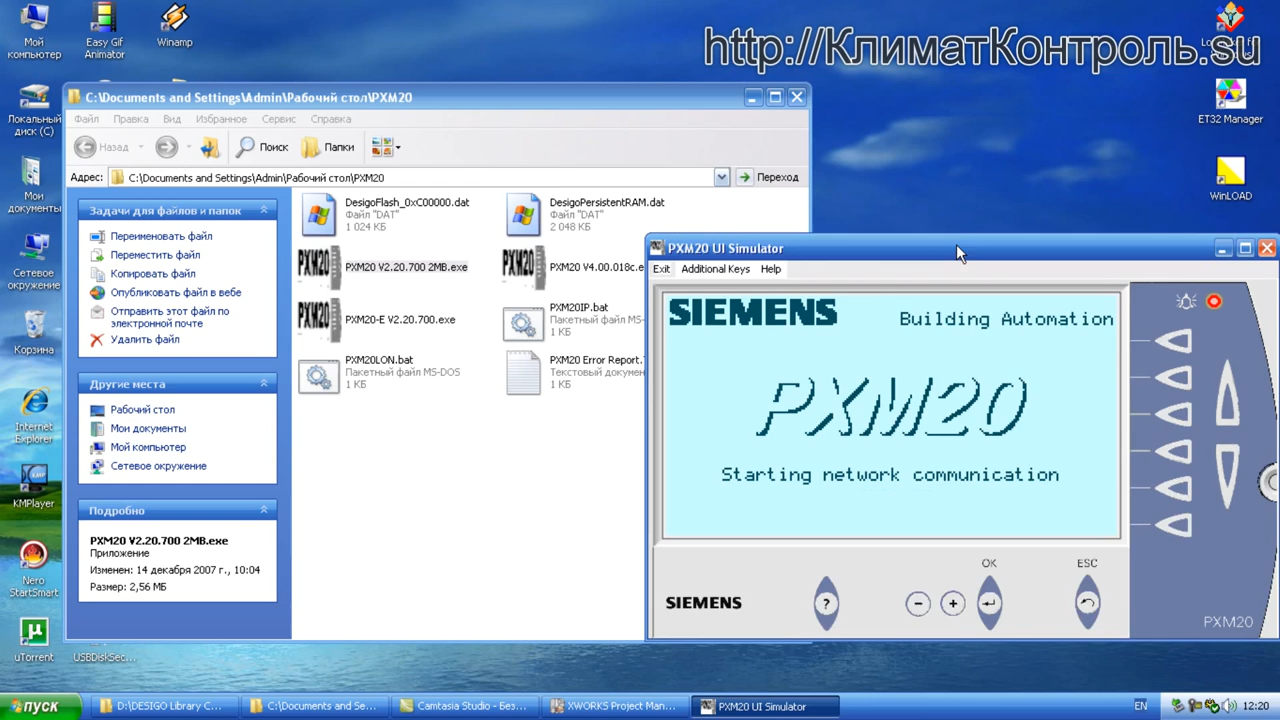 http://КлиматКонтроль.su
Мой
компьютер
Easy Gif
Animator
Winamp
ET32 Manager
WinLOAD
Локальный
диск (C)
Мои
документы
Сетевое
окружение
Корзина
Internet
Explorer
KMPlayer
Nero
StartSmart
uTorrent
USBDiskSec...
C:\Documents and Settings\Admin\Рабочий стол\PXM20
Файл Правка Вид Избранное Сервис Справка
Назад Поиск Папки
Адрес: C:\Documents and Settings\Admin\Рабочий стол\PXM20 Переход
Задачи для файлов и папок
Переименовать файл
Переместить файл
Копировать файл
Опубликовать файл в вебе
Отправить этот файл по
электронной почте
Удалить файл
Другие места
Рабочий стол
Мои документы
Мой компьютер
Сетевое окружение
Подробно
PXM20 V2.20.700 2MB.exe
Приложение
Изменен: 14 декабря 2007 г., 10:04
Размер: 2,56 МБ
DesigoFlash_0xC00000.dat
Файл "DAT"
1 024 КБ
DesigoPersistentRAM.dat
Файл "DAT"
2 048 КБ
PXM20 PXM20 V2.20.700 2MB.exe
PXM20 PXM20 V4.00.018c.e
PXM20 PXM20-E V2.20.700.exe
PXM20IP.bat
Пакетный файл MS-
1 КБ
PXM20LON.bat
Пакетный файл MS-DOS
1 КБ
PXM20 Error Report.
Текстовый докумен
1 КБ
PXM20 UI Simulator
Exit Additional Keys Help
SIEMENS
Building Automation
PXM20
Starting network communication
OK ESC
SIEMENS
?
PXM20
пуск
D:\DESIGO Library C...
C:\Documents and Se...
Camtasia Studio - Без...
XWORKS Project Man...
PXM20 UI Simulator
EN
12:20